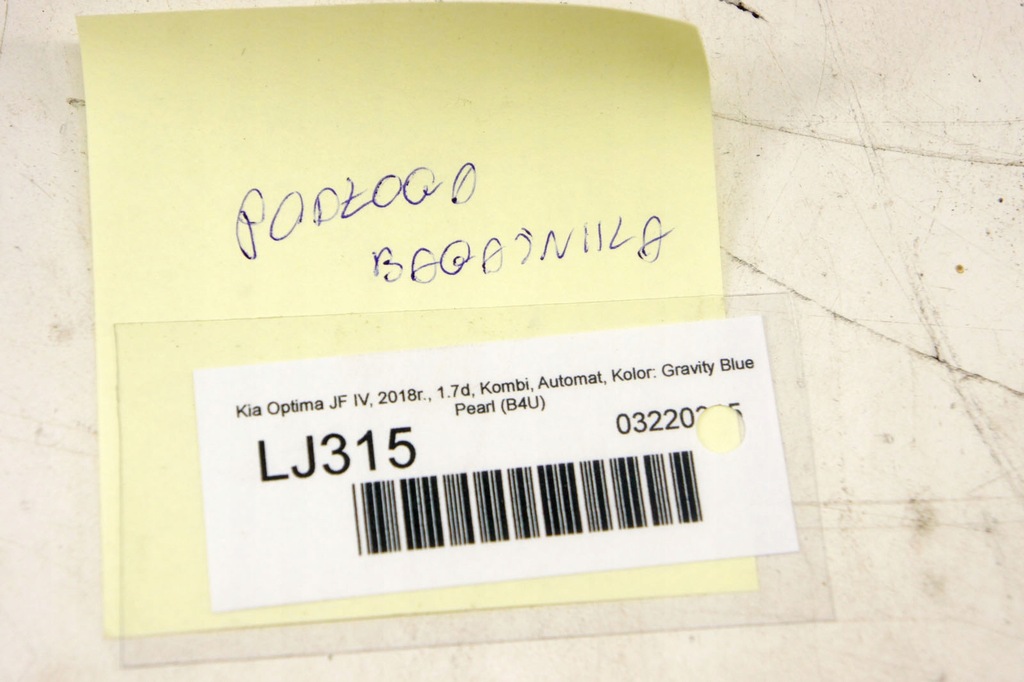 PODŁOGA
BAGAŻNIKA
Kia Optima JF IV, 2018r., 1.7d, Kombi, Automat, Kolor: Gravity Blue
Pearl (B4U)
LJ315